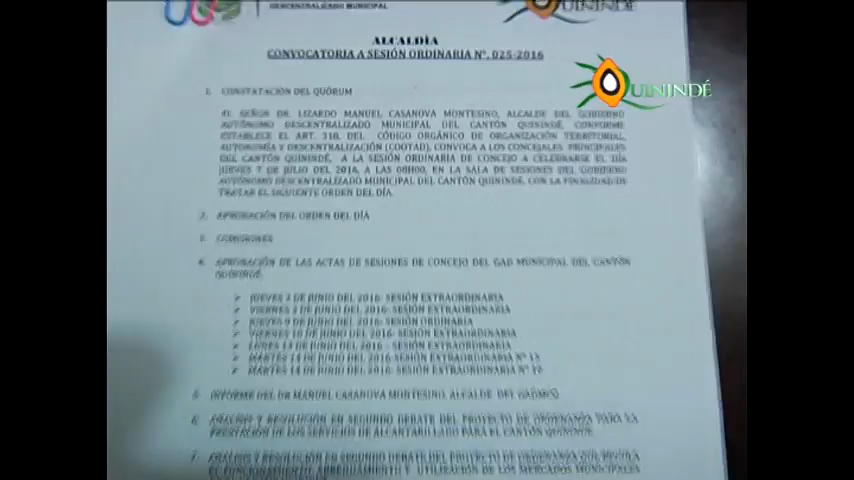 DESCENTRALIZADO MUNICIPAL
QUININDÉ
ALCALDÍA
CONVOCATORIA A SESIÓN ORDINARIA Nº. 025-2016
QUININDÉ
1. CONSTATACIÓN DEL QUÓRUM
EL SEÑOR DR. LIZARDO MANUEL CASANOVA MONTESINO, ALCALDE DEL GOBIERNO
AUTÓNOMO DESCENTRALIZADO MUNICIPAL DEL CANTÓN QUININDÉ, CONFORME
ESTABLECE EL ART. 318, DEL CÓDIGO ORGÁNICO DE ORGANIZACIÓN TERRITORIAL,
AUTONOMÍA Y DESCENTRALIZACIÓN (COOTAD), CONVOCA A LOS CONCEJALES PRINCIPALES
DEL CANTÓN QUININDÉ, A LA SESIÓN ORDINARIA DE CONCEJO A CELEBRARSE EL DÍA
JUEVES 7 DE JULIO DEL 2016, A LAS 08H00, EN LA SALA DE SESIONES DEL GOBIERNO
AUTÓNOMO DESCENTRALIZADO MUNICIPAL DEL CANTÓN QUININDÉ, CON LA FINALIDAD DE
TRATAR EL SIGUIENTE ORDEN DEL DÍA.
2. APROBACIÓN DEL ORDEN DEL DÍA
3. COMISIONES
4. APROBACIÓN DE LAS ACTAS DE SESIONES DE CONCEJO DEL GAD MUNICIPAL DEL CANTÓN
QUININDÉ
➢ JUEVES 2 DE JUNIO DEL 2016- SESIÓN EXTRAORDINARIA
➢ VIERNES 3 DE JUNIO DEL 2016- SESIÓN EXTRAORDINARIA
➢ JUEVES 9 DE JUNIO DEL 2016- SESIÓN ORDINARIA
➢ VIERNES 10 DE JUNIO DEL 2016- SESIÓN EXTRAORDINARIA
➢ LUNES 13 DE JUNIO DEL 2016 - SESIÓN EXTRAORDINARIA
➢ MARTES 14 DE JUNIO DEL 2016-SESIÓN EXTRAORDINARIA Nº
➢ MARTES 14 DE JUNIO DEL 2016-SESIÓN EXTRAORDINARIA Nº
5. INFORME DEL DR MANUEL CASANOVA MONTESINO, ALCALDE DEL GADMCQ
6. ANÁLISIS Y RESOLUCIÓN EN SEGUNDO DEBATE DEL PROYECTO DE ORDENANZA PARA LA
PRESTACIÓN DE LOS SERVICIOS DE ALCANTARILLADO PARA EL CANTÓN QUININDÉ
7. ANÁLISIS Y RESOLUCIÓN EN SEGUNDO DEBATE DEL PROYECTO DE ORDENANZA QUE REGULA
EL FUNCIONAMIENTO, ARRENDAMIENTO Y UTILIZACIÓN DE LOS MERCADOS MUNICIPALES